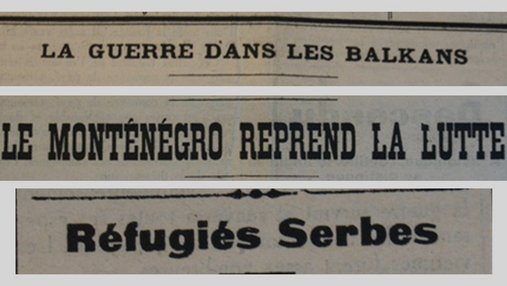 LA GUERRE DANS LES BALKANS
LE MONTÉNÉGRO REPREND LA LUTTE
Réfugiés Serbes